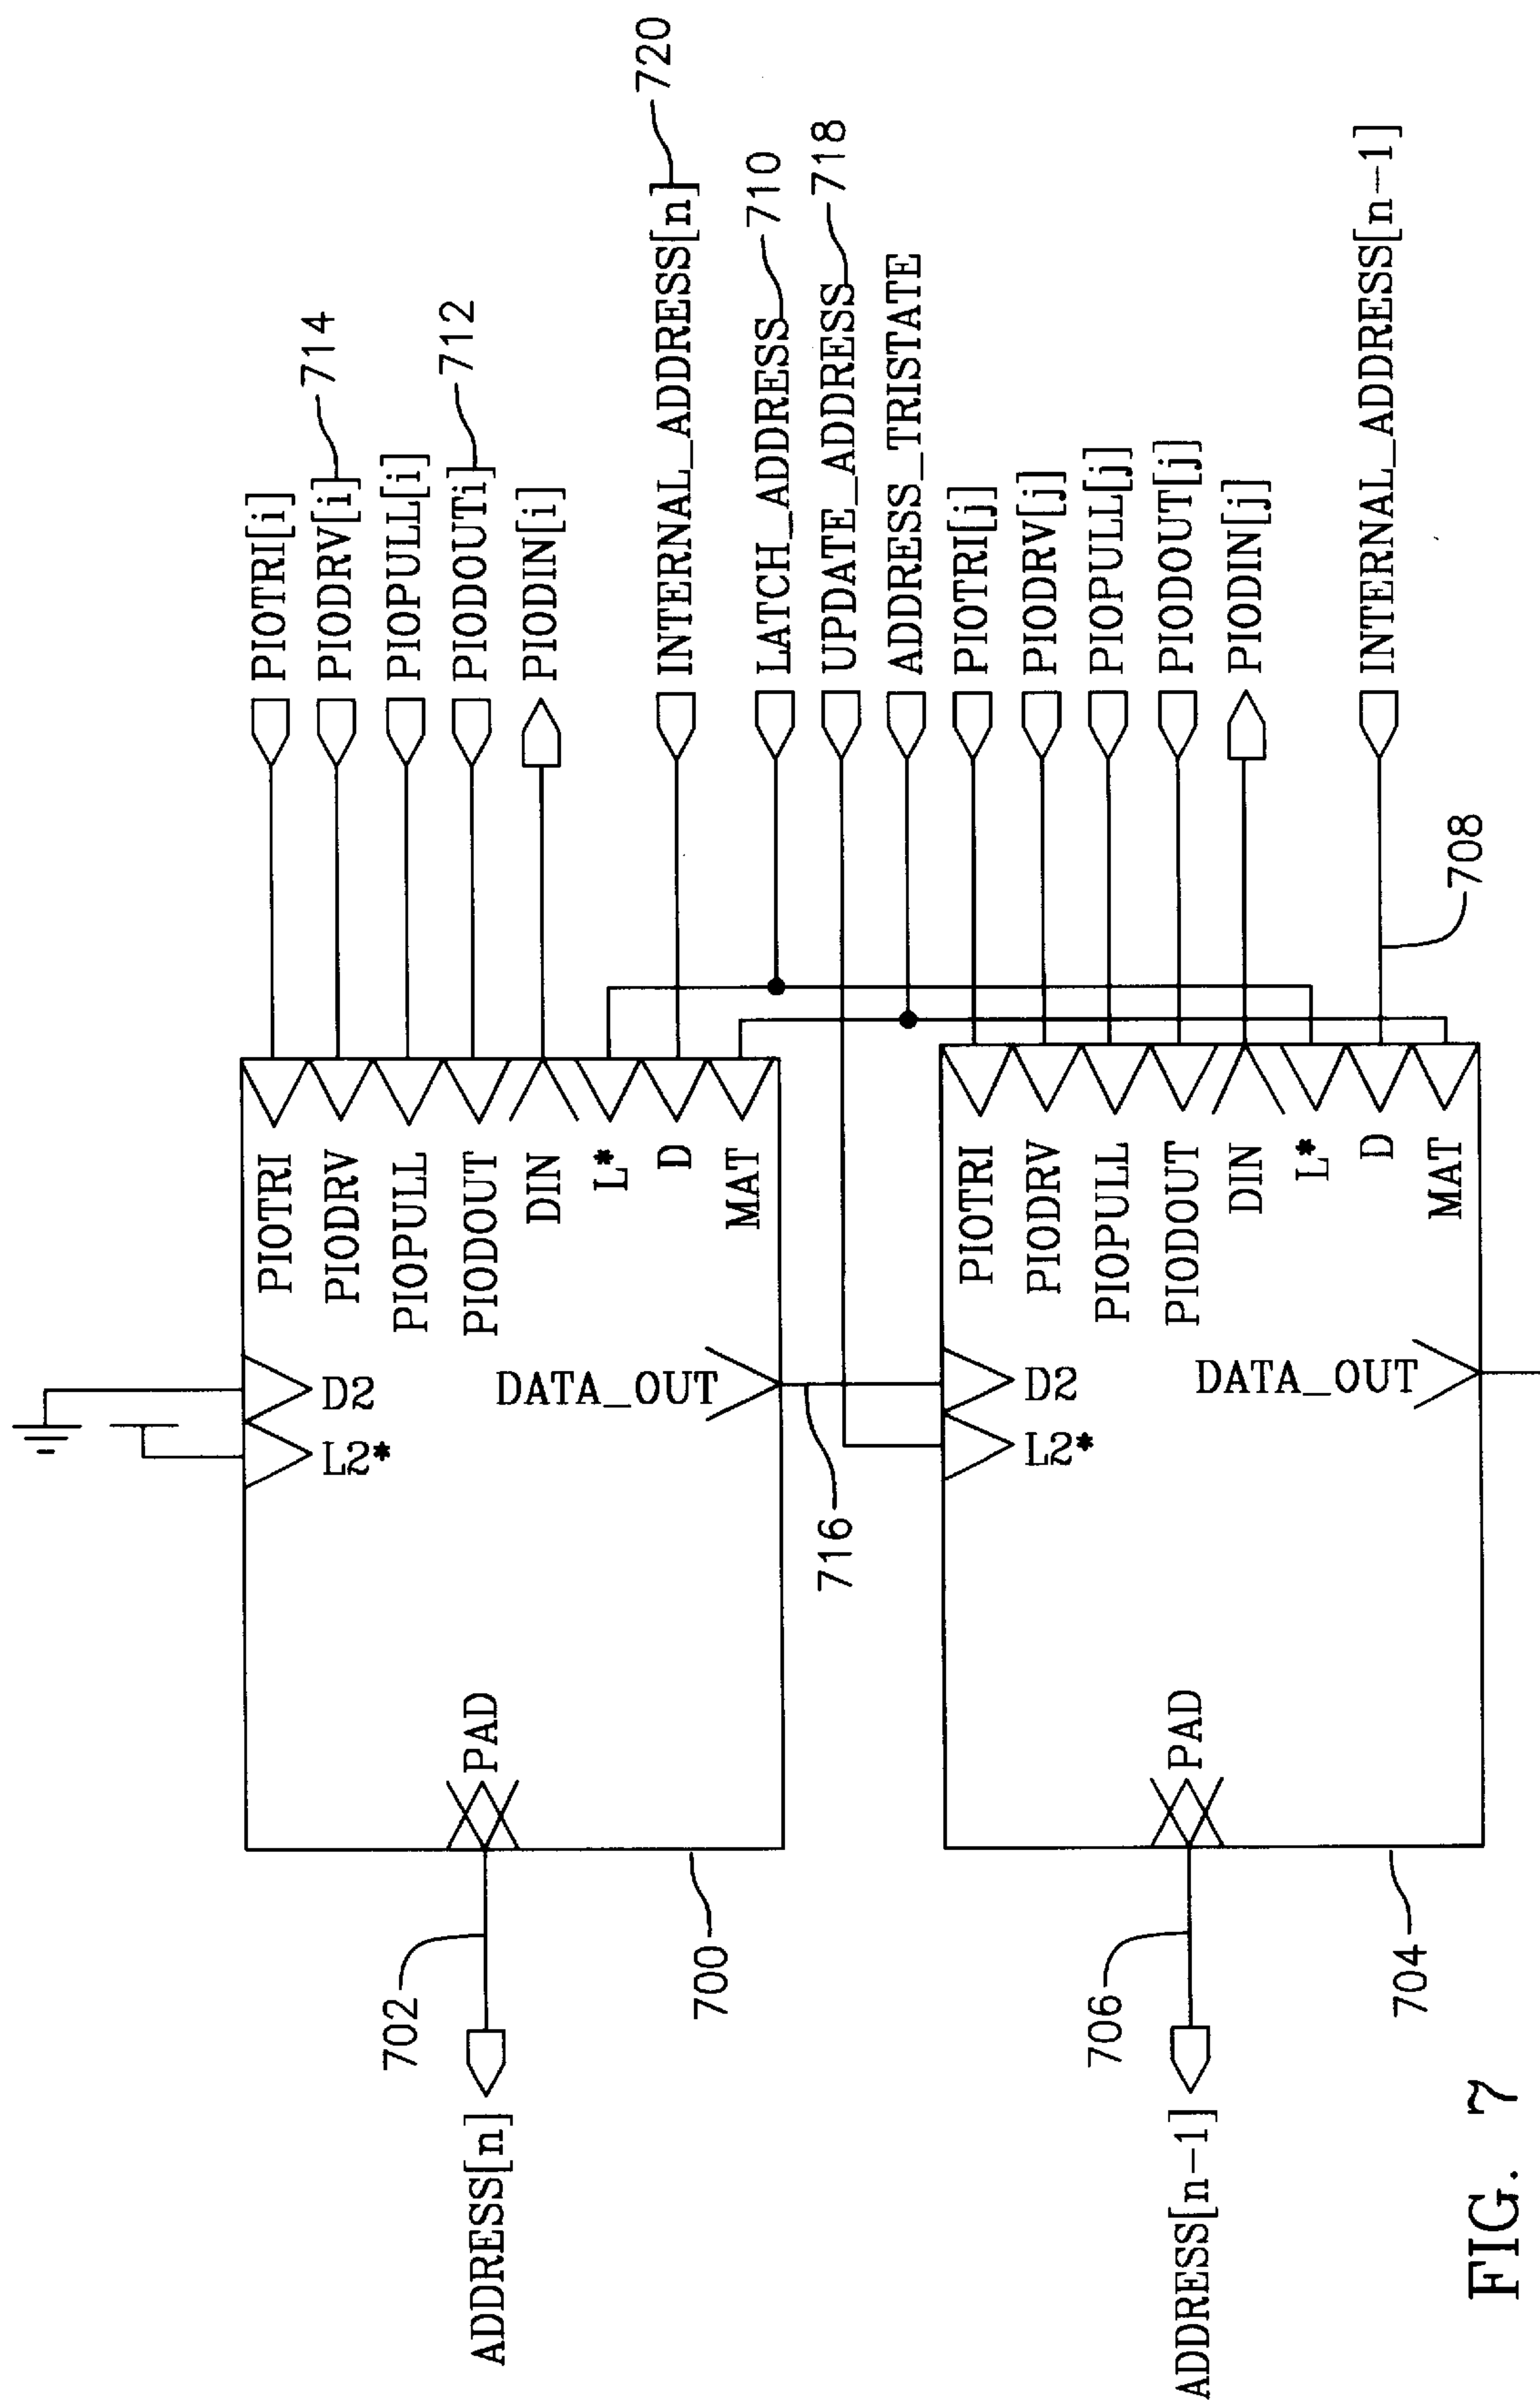 720
INTERNAL_ADDRESS[n]
710
LATCH_ADDRESS
718
UPDATE_ADDRESS
ADDRESS_TRISTATE
714
712
PIOTRI[i]
PIODRV[i]
PIOPULL[i]
PIODOUTi]
PIODIN[i]
PIOTRI[j]
PIODRV[j]
PIOPULL[j]
PIODOUT[j]
PIODIN[j]
INTERNAL_ADDRESS[n-1]
708
PIOTRI
PIODRV
PIOPULL
PIODOUT
DIN
L*
D
MAT
D2
L2*
DATA_OUT
716
PAD
702
700
ADDRESS[n]
PIOTRI
PIODRV
PIOPULL
PIODOUT
DIN
L*
D
MAT
D2
L2*
DATA_OUT
PAD
706
704
ADDRESS[n-1]
FIG. 7